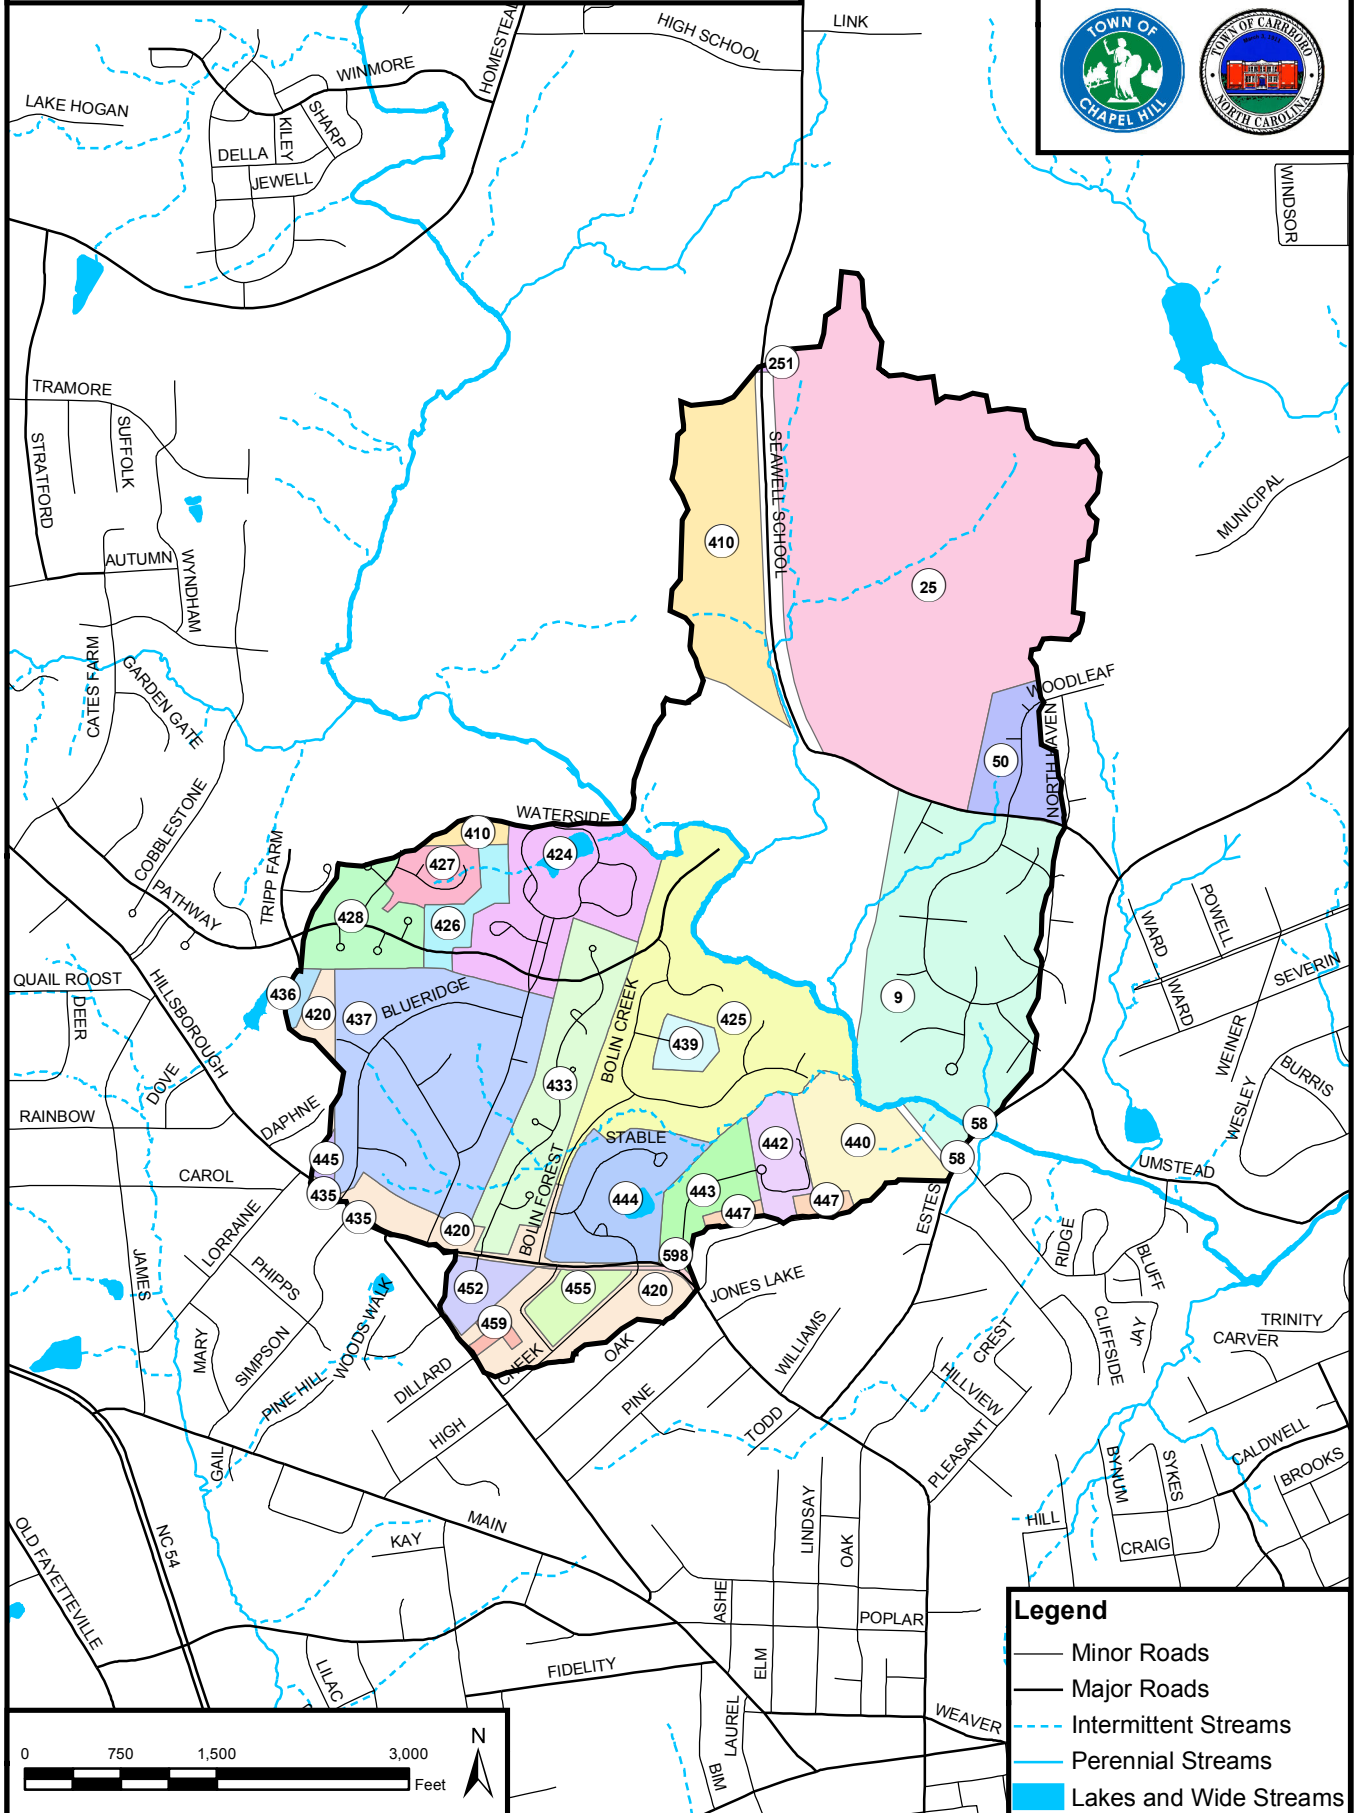 HIGH SCHOOL
LINK
HOMESTEAD
TOWN OF
CHAPEL HILL
TOWN OF CARRBORO
NORTH CAROLINA
WINMORE
LAKE HOGAN
KILEY
SHARP
DELLA
JEWELL
WINDSOR
251
TRAMORE
SUFFOLK
STRATFORD
SEAWELL SCHOOL
MUNICIPAL
410
25
AUTUMN
WYNDHAM
CATES FARM
GARDEN GATE
WOODLEAF
NORTH HAVEN
50
COBBLESTONE
WATERSIDE
410
424
427
TRIPP FARM
PATHWAY
428
426
POWELL
WARD
WARD
SEVERIN
QUAIL ROOST
DEER
HILLSBOROUGH
436
420
437
BLUERIDGE
9
425
439
BOLIN CREEK
WEINER
WESLEY
BURRIS
DOVE
433
RAINBOW
DAPHNE
58
STABLE
442
440
58
445
CAROL
435
435
UMSTEAD
444
443
447
447
BOLIN FOREST
420
ESTES
LORRAINE
RIDGE
BLUFF
598
JAMES
PHIPPS
452
455
420
JONES LAKE
WOODS WALK
459
MARY
SIMPSON
OAK
WILLIAMS
CREST
CLIFFSIDE
JAY
TRINITY
CARVER
DILLARD
CREEK
PINE HILL
PINE
HILLVIEW
HIGH
TODD
PLEASANT
CALDWELL
BROOKS
GAIL
BYNUM
SYKES
LINDSAY
OAK
HILL
CRAIG
OLD FAYETTEVILLE
NC 54
MAIN
KAY
ASHE
POPLAR
ELM
FIDELITY
LILAC
LAUREL
BIM
WEAVER
Legend
Minor Roads
Major Roads
Intermittent Streams
Perennial Streams
Lakes and Wide Streams
0 750 1,500 3,000
Feet
N